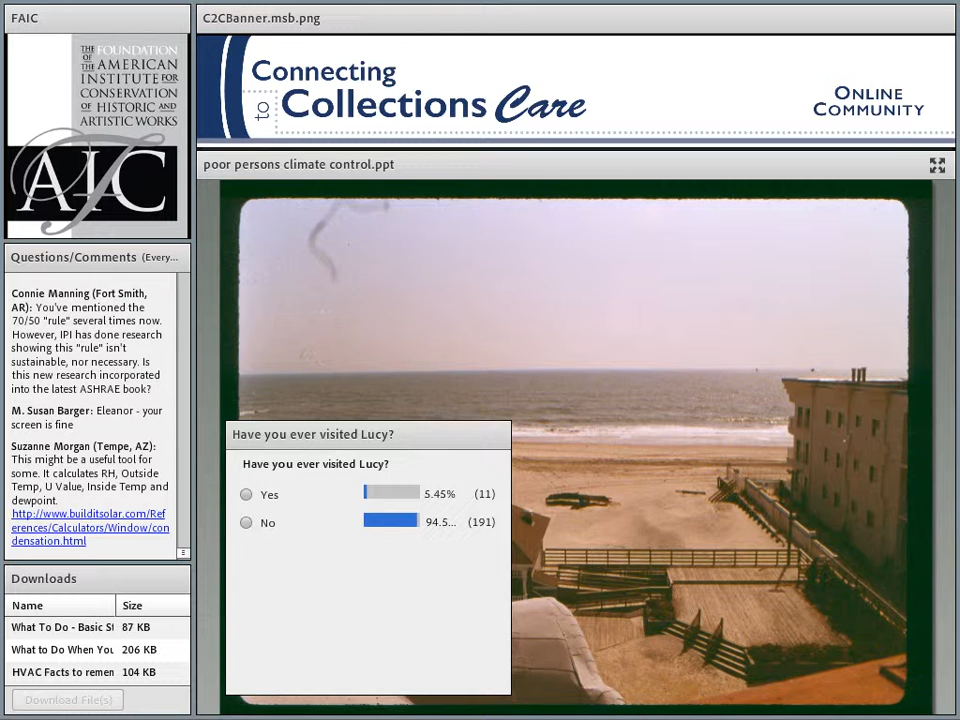 FAIC
THE FOUNDATION
OF THE AMERICAN
INSTITUTE FOR
CONSERVATION
OF HISTORIC AND
ARTISTIC WORKS
FAIC
Questions/Comments (Every...
Connie Manning (Fort Smith,
AR): You've mentioned the
70/50 "rule" several times now.
However, IPI has done research
showing this "rule" isn't
sustainable, nor necessary. Is
this new research incorporated
into the latest ASHRAE book?
M. Susan Barger: Eleanor - your
screen is fine
Suzanne Morgan (Tempe, AZ):
This might be a useful tool for
some. It calculates RH, Outside
Temp, U Value, Inside Temp and
dewpoint.
http://www.builditsolar.com/Ref
erences/Calculators/Window/con
densation.html
Downloads
Name Size
What To Do - Basic St 87 KB
What to Do When You 206 KB
HVAC Facts to remen 104 KB
Download File(s)
C2CBanner.msb.png
Connecting
to Collections Care
ONLINE
COMMUNITY
poor persons climate control.ppt
Have you ever visited Lucy?
Have you ever visited Lucy?
Yes 5.45% (11)
No 94.5... (191)